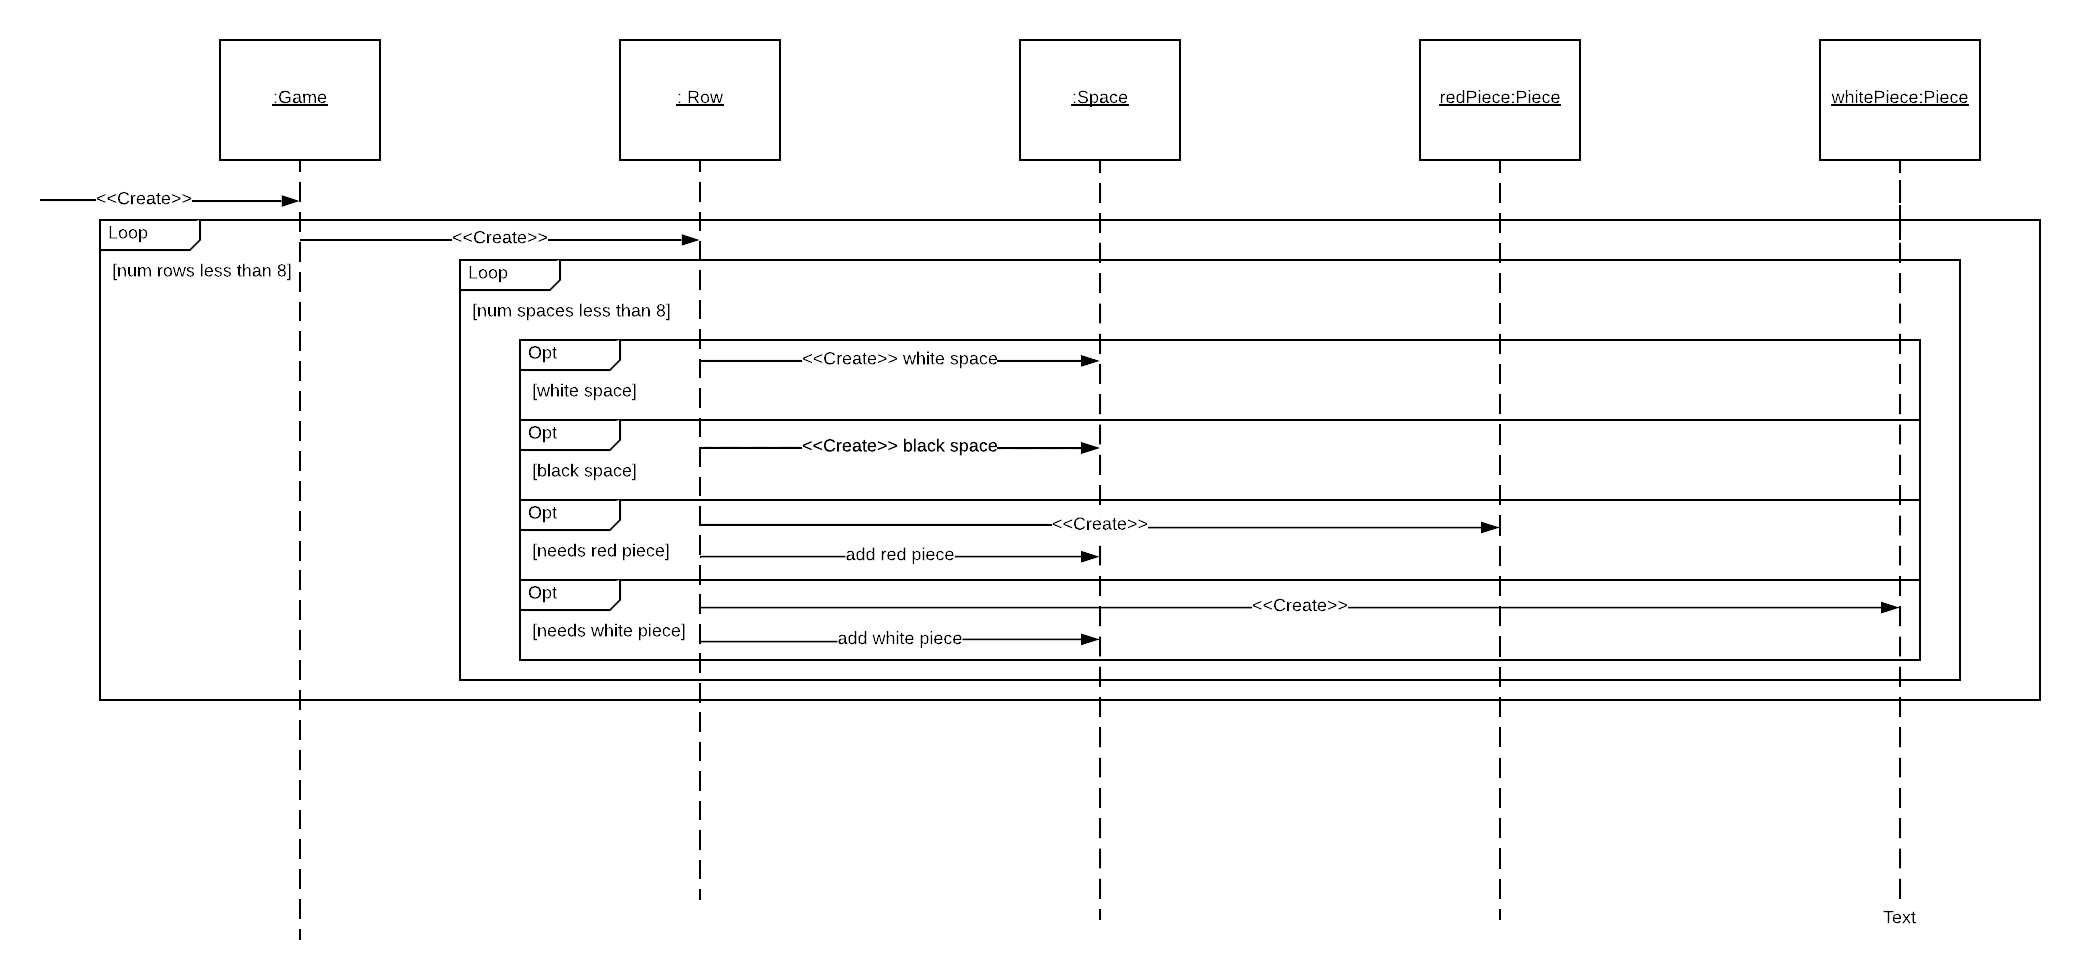 :Game
: Row
:Space
redPiece:Piece
whitePiece:Piece
<<Create>>
Loop
<<Create>>
[num rows less than 8]
Loop
[num spaces less than 8]
Opt
<<Create>> white space
[white space]
Opt
<<Create>> black space
[black space]
Opt
<<Create>>
[needs red piece]
add red piece
Opt
<<Create>>
[needs white piece]
add white piece
Text